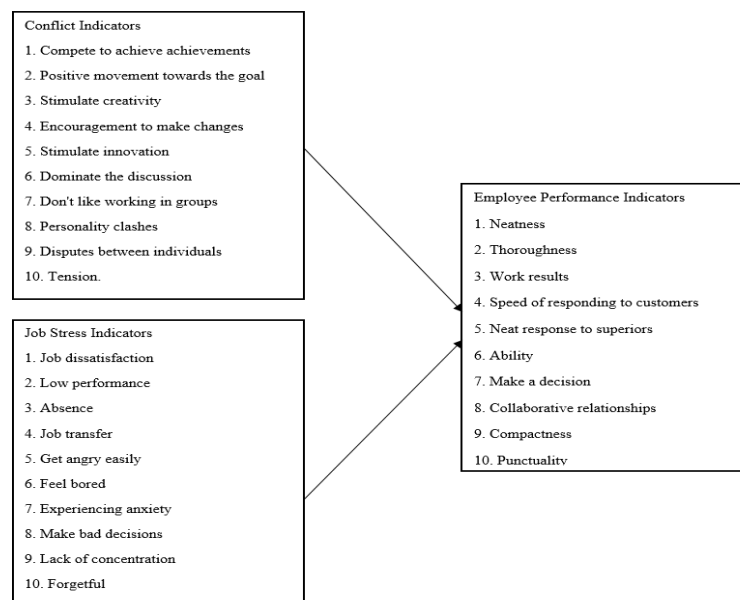 Conflict Indicators
1. Compete to achieve achievements
2. Positive movement towards the goal
3. Stimulate creativity
4. Encouragement to make changes
5. Stimulate innovation
6. Dominate the discussion
7. Don't like working in groups
8. Personality clashes
9. Disputes between individuals
10. Tension.
Job Stress Indicators
1. Job dissatisfaction
2. Low performance
3. Absence
4. Job transfer
5. Get angry easily
6. Feel bored
7. Experiencing anxiety
8. Make bad decisions
9. Lack of concentration
10. Forgetful
Employee Performance Indicators
1. Neatness
2. Thoroughness
3. Work results
4. Speed of responding to customers
5. Neat response to superiors
6. Ability
7. Make a decision
8. Collaborative relationships
9. Compactness
10. Punctuality